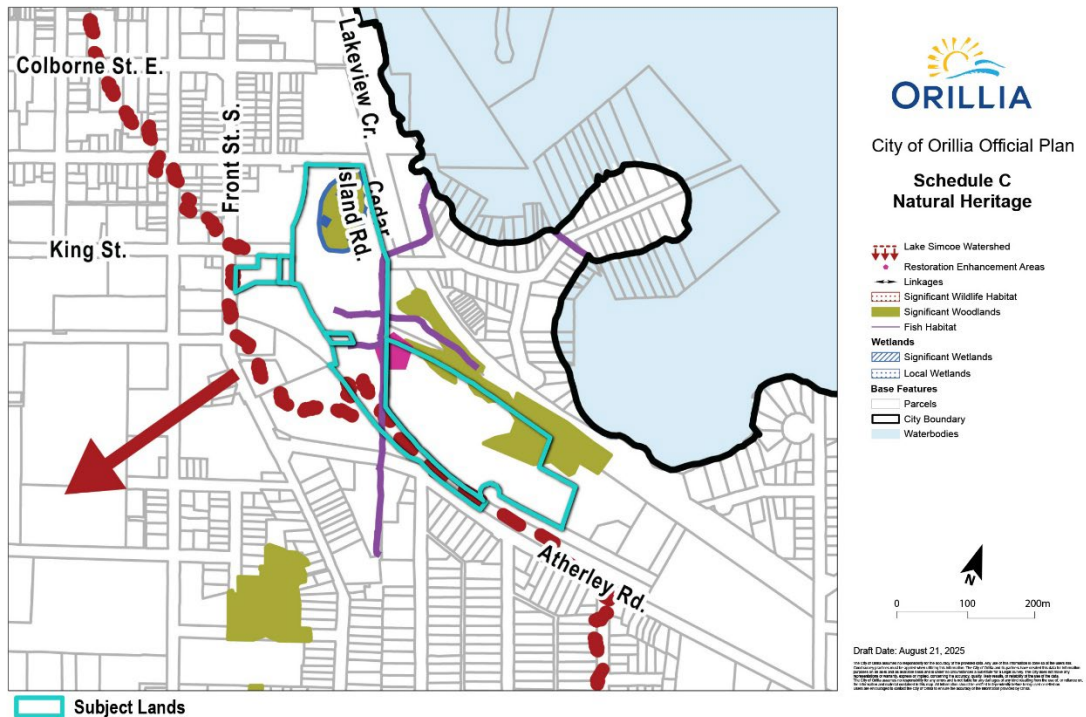 Colborne St. E.
Lakeview Cr.
Front St. S.
Cedar
Island Rd.
King St.
Atherley Rd.
Subject Lands
ORILLIA
City of Orillia Official Plan
Schedule C
Natural Heritage
Lake Simcoe Watershed
Restoration Enhancement Areas
Linkages
Significant Wildlife Habitat
Significant Woodlands
Fish Habitat
Wetlands
Significant Wetlands
Local Wetlands
Base Features
Parcels
City Boundary
Waterbodies
N
0 100 200m
Draft Date: August 21, 2025